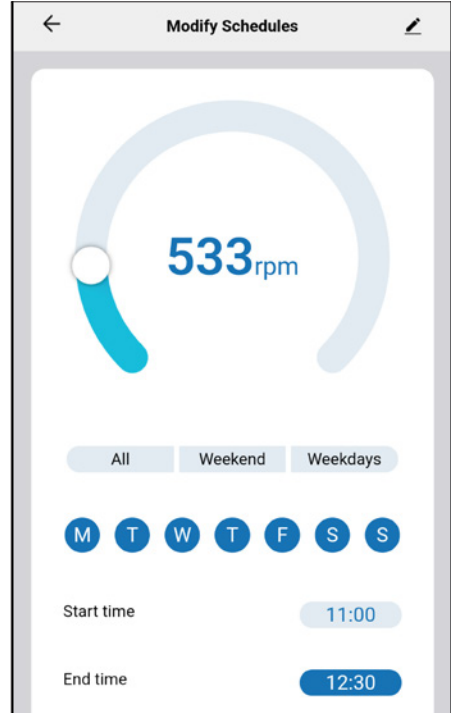 Modify Schedules
533rpm
All Weekend Weekdays
M T W T F S S
Start time 11:00
End time 12:30